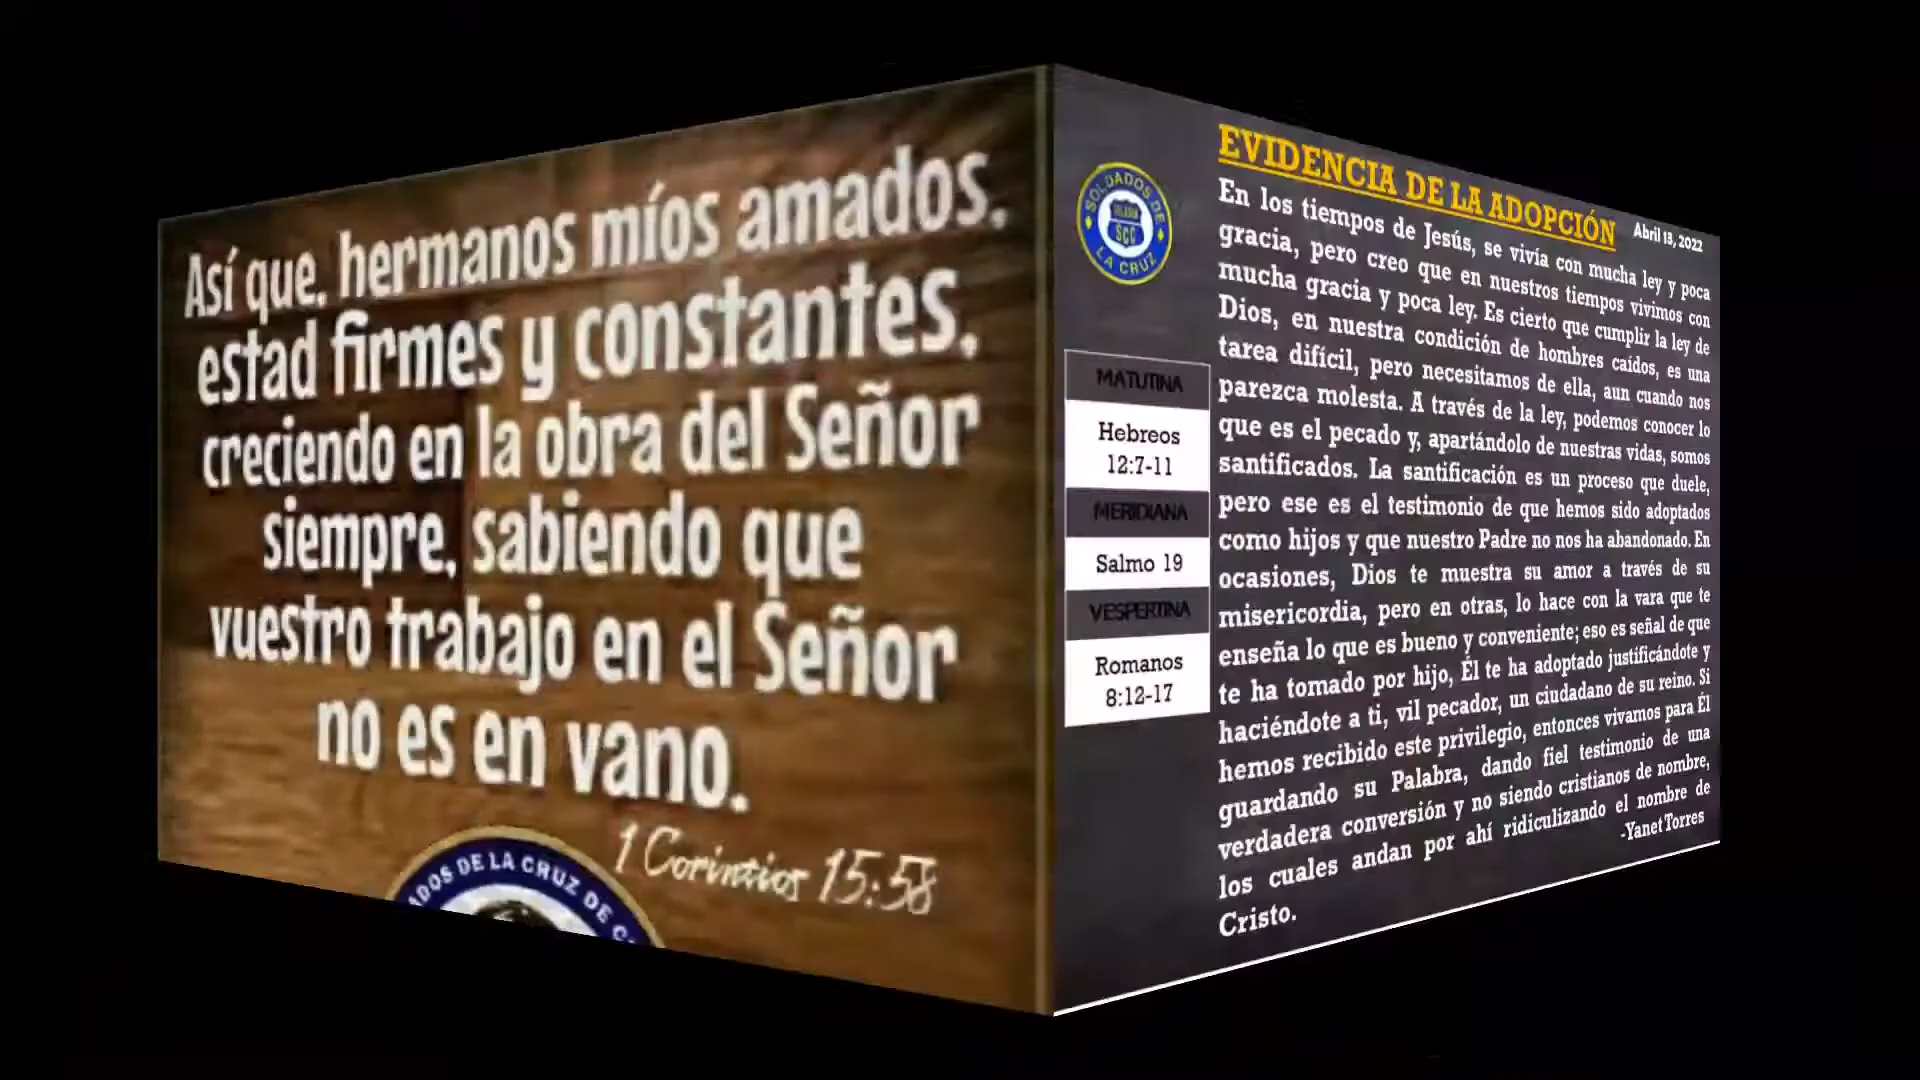 Así que, hermanos míos amados,
estad firmes y constantes,
creciendo en la obra del Señor
siempre, sabiendo que
vuestro trabajo en el Señor
no es en vano.
1 Corintios 15:58
DOS DE LA CRUZ DE
SOLDADOS DE
SCC
LA CRUZ
MATUTINA
Hebreos
12:7-11
MERIDIANA
Salmo 19
VESPERTINA
Romanos
8:12-17
EVIDENCIA DE LA ADOPCIÓN
Abril 13, 2022
En los tiempos de Jesús, se vivía con mucha ley y poca
gracia, pero creo que en nuestros tiempos vivimos con
mucha gracia y poca ley. Es cierto que cumplir la ley de
Dios, en nuestra condición de hombres caídos, es una
tarea difícil, pero necesitamos de ella, aun cuando nos
parezca molesta. A través de la ley, podemos conocer lo
que es el pecado y, apartándolo de nuestras vidas, somos
santificados. La santificación es un proceso que duele,
pero ese es el testimonio de que hemos sido adoptados
como hijos y que nuestro Padre no nos ha abandonado. En
ocasiones, Dios te muestra su amor a través de su
misericordia, pero en otras, lo hace con la vara que te
enseña lo que es bueno y conveniente; eso es señal de que
te ha tomado por hijo, Él te ha adoptado justificándote y
haciéndote a ti, vil pecador, un ciudadano de su reino. Si
hemos recibido este privilegio, entonces vivamos para Él
guardando su Palabra, dando fiel testimonio de una
verdadera conversión y no siendo cristianos de nombre,
los cuales andan por ahí ridiculizando el nombre de
Cristo.
-Yanet Torres